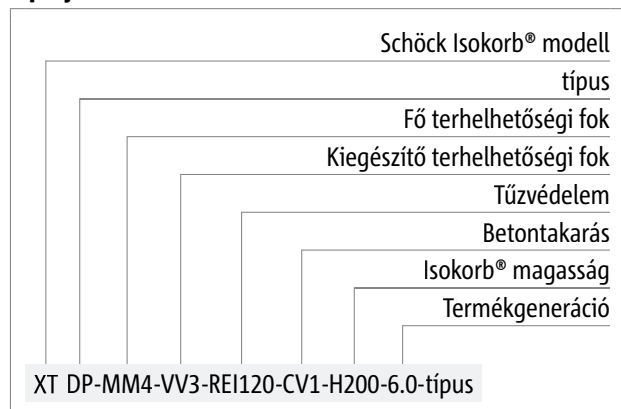 Schöck Isokorb® modell
típus
Fő terhelhetőségi fok
Kiegészítő terhelhetőségi fok
Tűzvédelem
Betontakarás
Isokorb® magasság
Termékgeneráció
XT DP-MM4-VV3-REI120-CV1-H200-6.0-típus